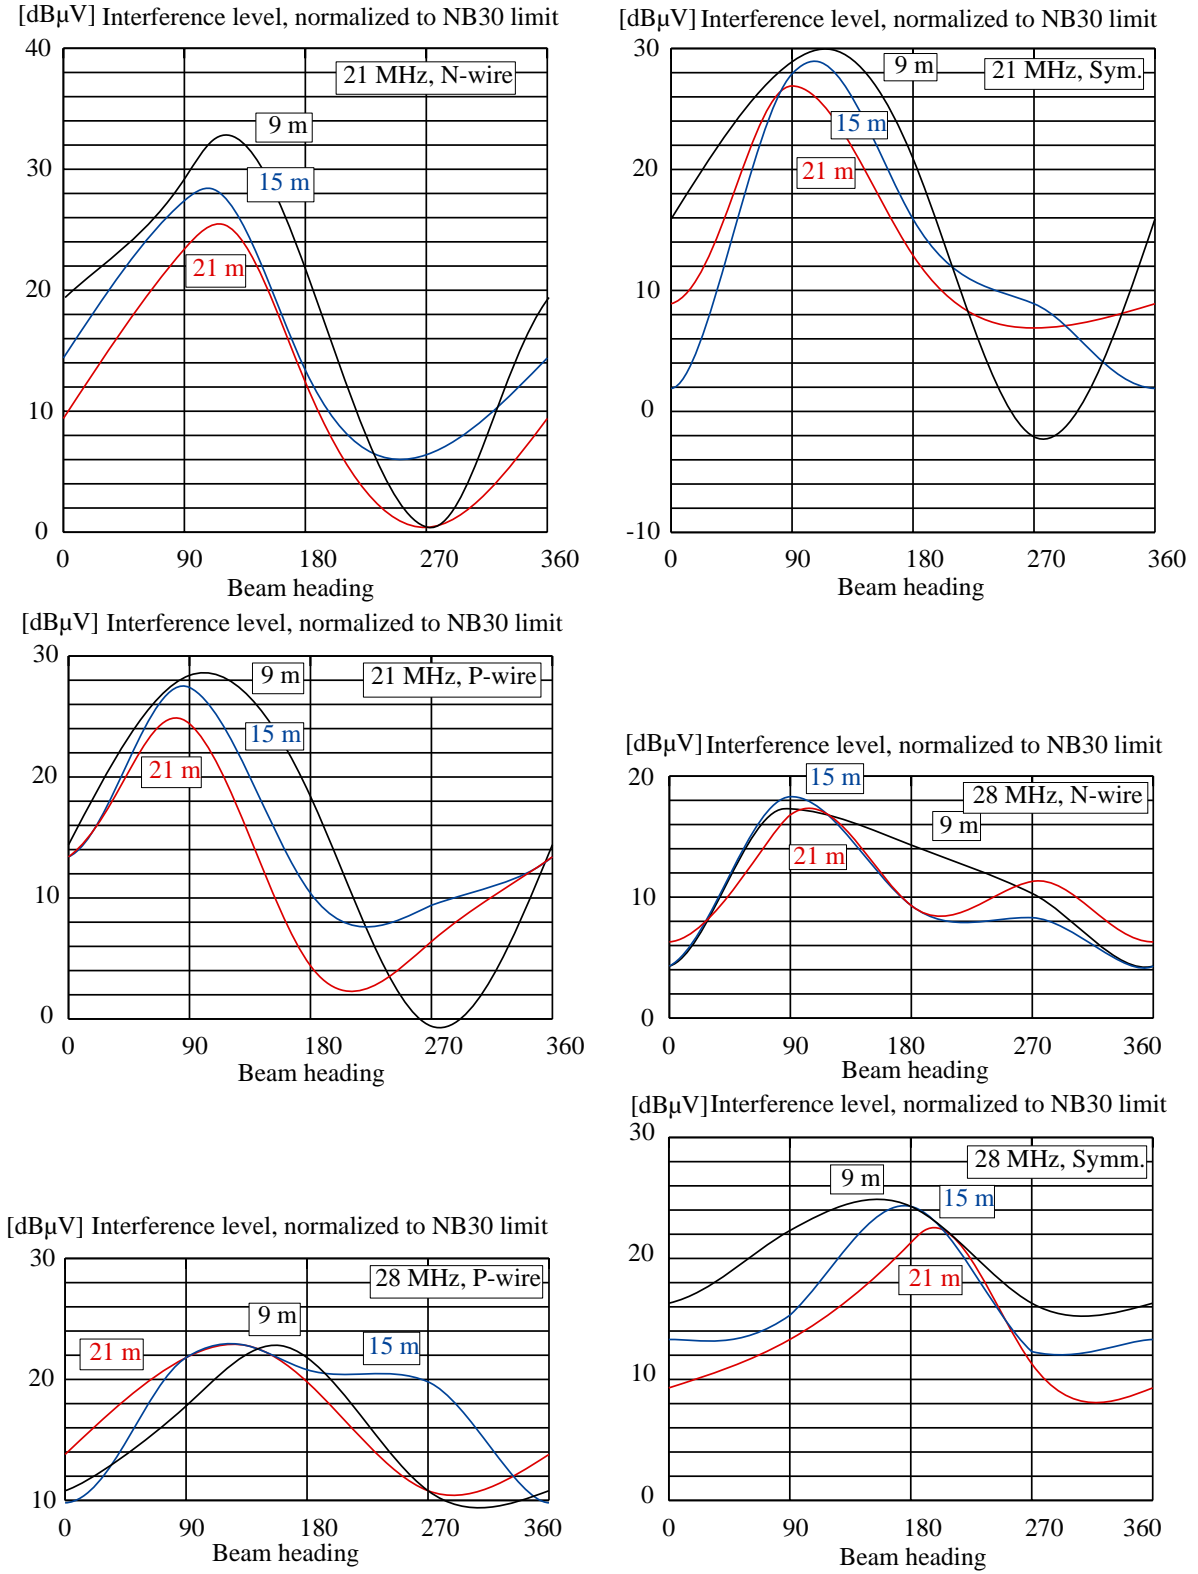 [dBµV] Interference level, normalized to NB30 limit
40
21 MHz, N-wire
9 m
30
15 m
21 m
20
10
0
0 90 180 270 360
Beam heading
[dBµV] Interference level, normalized to NB30 limit
30
9 m
21 MHz, Sym.
15 m
20
21 m
10
0
-10
0 90 180 270 360
Beam heading
[dBµV] Interference level, normalized to NB30 limit
30
9 m
21 MHz, P-wire
15 m
20
21 m
10
0
0 90 180 270 360
Beam heading
[dBµV] Interference level, normalized to NB30 limit
20
15 m
28 MHz, N-wire
9 m
21 m
10
0
0 90 180 270 360
Beam heading
[dBµV] Interference level, normalized to NB30 limit
30
28 MHz, P-wire
9 m
21 m
15 m
20
10
0 90 180 270 360
Beam heading
[dBµV] Interference level, normalized to NB30 limit
30
28 MHz, Symm.
9 m
15 m
20
21 m
10
0
0 90 180 270 360
Beam heading